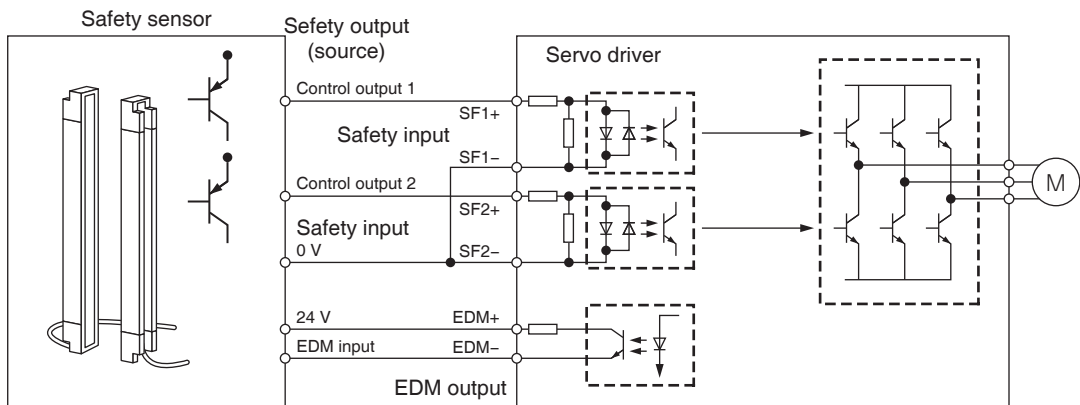 Safety sensor
Sefety output
(source)
Servo driver
Control output 1
SF1+
Safety input
SF1−
Control output 2
SF2+
Safety input
0 V
SF2−
M
24 V
EDM+
EDM input
EDM−
EDM output